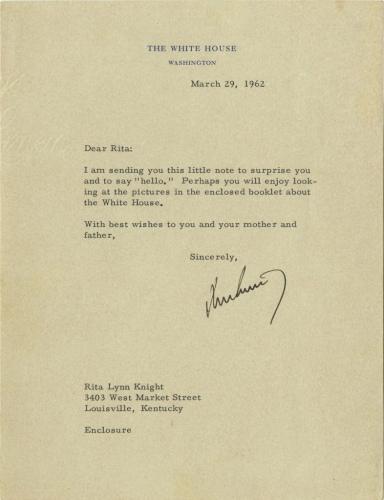 THE WHITE HOUSE
WASHINGTON
March 29, 1962
Dear Rita:
I am sending you this little note to surprise you
and to say "hello." Perhaps you will enjoy look-
ing at the pictures in the enclosed booklet about
the White House.
With best wishes to you and your mother and
father,
Sincerely,
Rita Lynn Knight
3403 West Market Street
Louisville, Kentucky
Enclosure